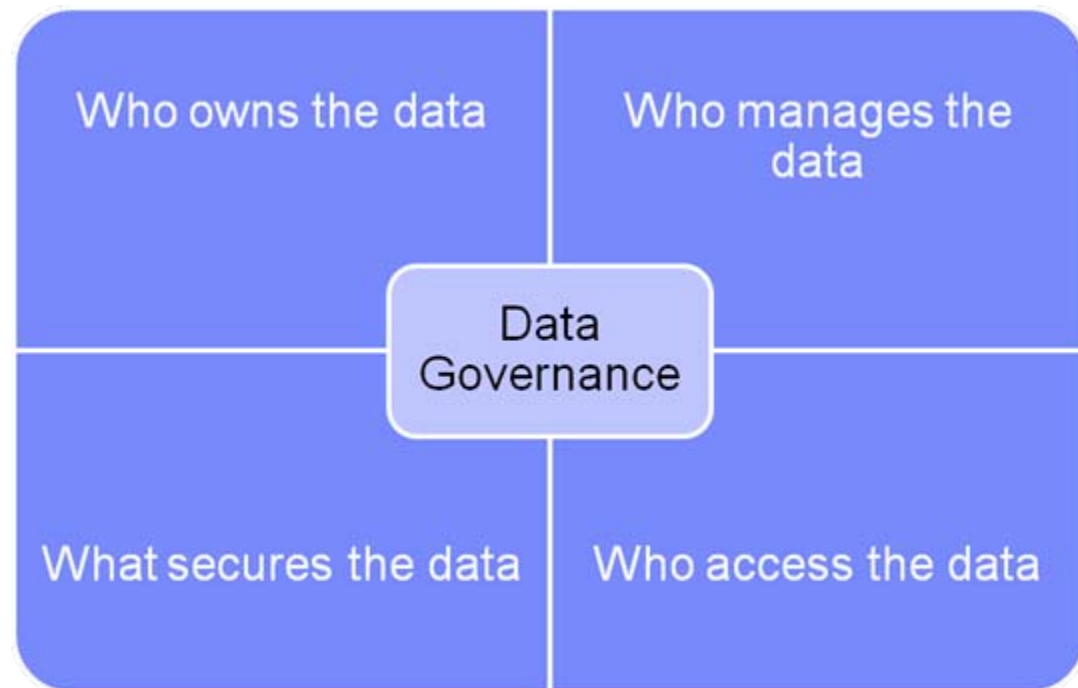 Who owns the data
Who manages the
data
Data
Governance
What secures the data
Who access the data